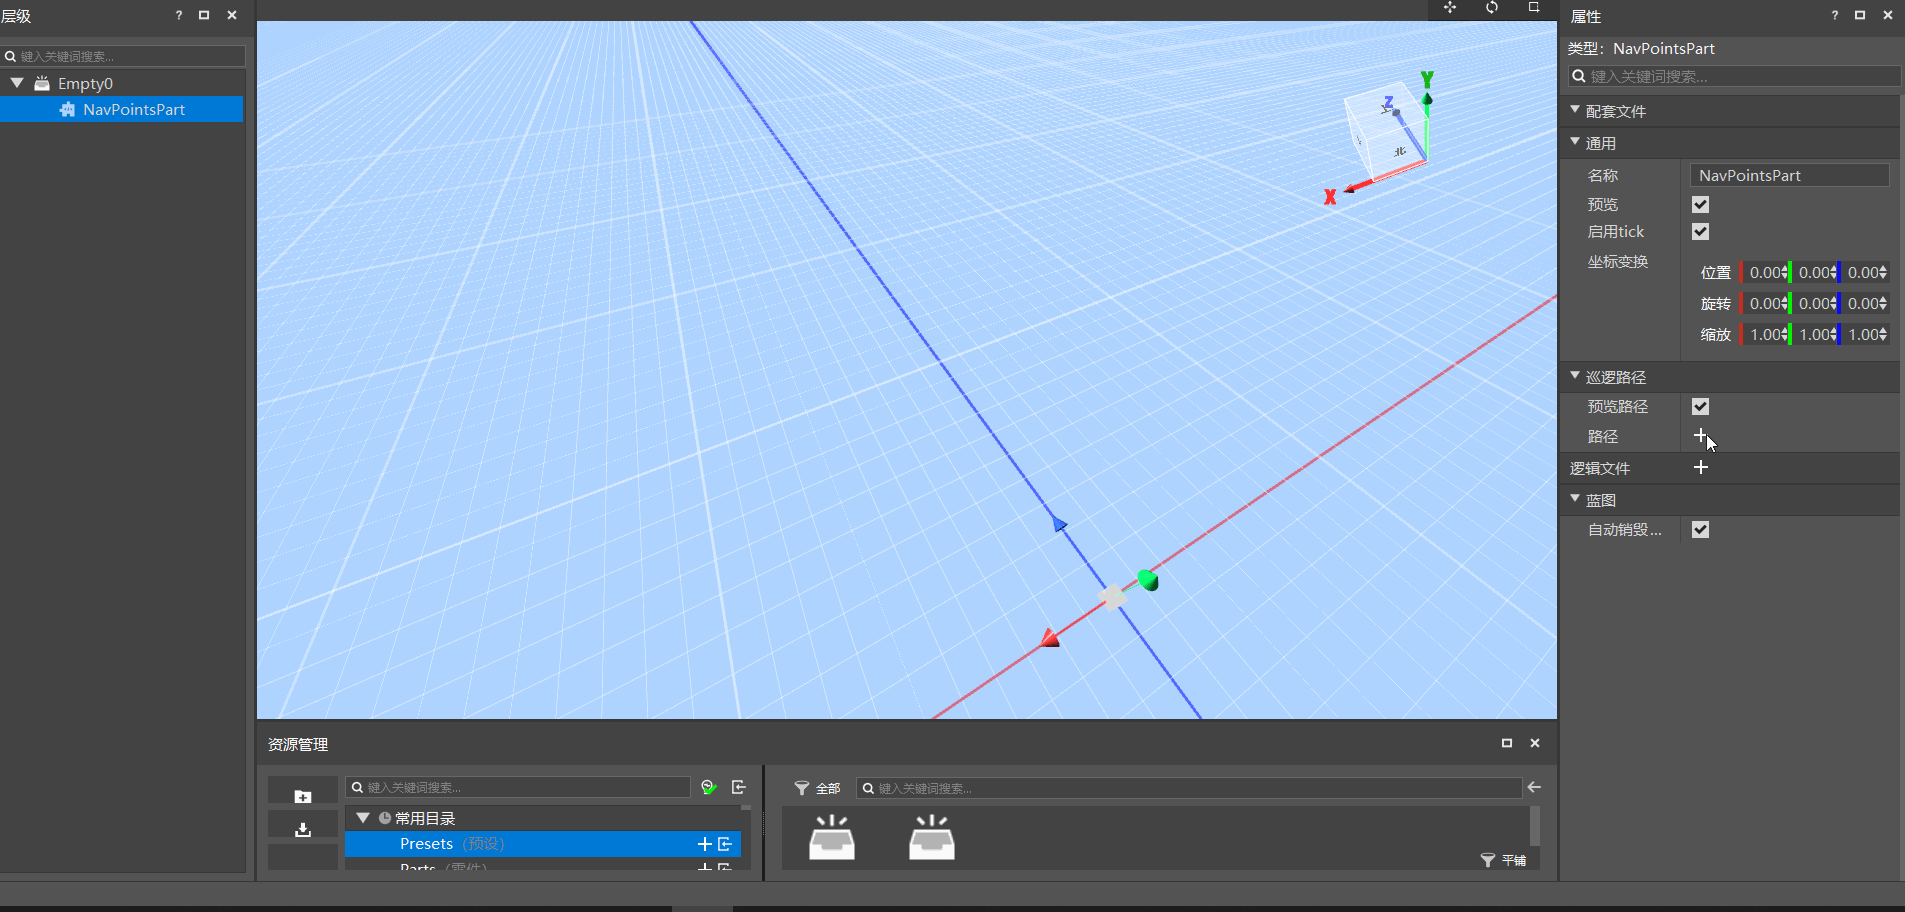 层级
?
键入关键词搜索...
Empty0
NavPointsPart
Y
Z
X
北
资源管理
键入关键词搜索...
常用目录
Presets (预设)
Parts (零件)
全部
键入关键词搜索...
平铺
属性
?
类型: NavPointsPart
键入关键词搜索...
配套文件
通用
名称 NavPointsPart
预览
启用tick
坐标变换
位置 0.00 0.00 0.00
旋转 0.00 0.00 0.00
缩放 1.00 1.00 1.00
巡逻路径
预览路径
路径
逻辑文件
蓝图
自动销毁...